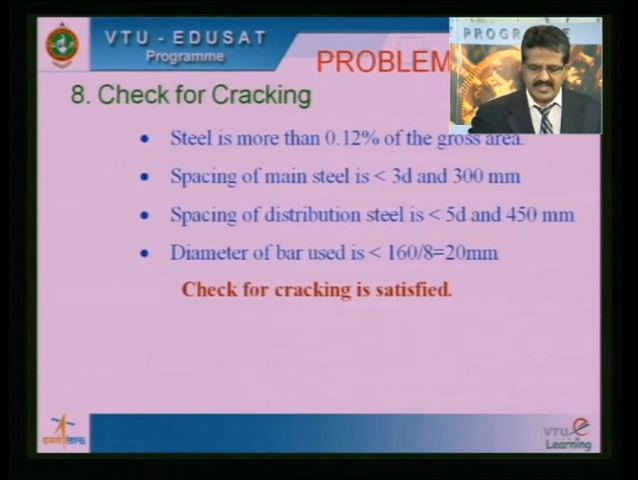 VTU - EDUSAT
Programme
PROBLEM
PROGR E
8. Check for Cracking
• Steel is more than 0.12% of the gross area.
• Spacing of main steel is < 3d and 300 mm
• Spacing of distribution steel is < 5d and 450 mm
• Diameter of bar used is < 160/8=20mm
Check for cracking is satisfied.
VTU e
Learning